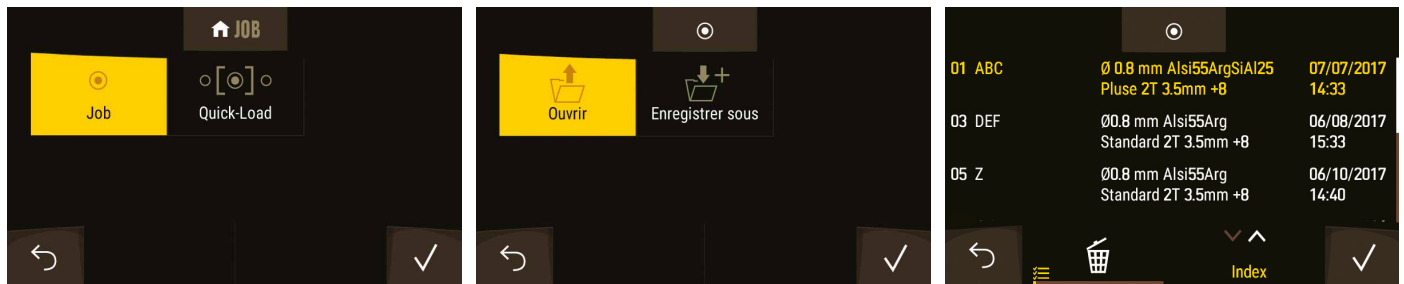 JOB
Job
Quick-Load
Ouvrir
Enregistrer sous
01 ABC Ø 0.8 mm Alsi55ArgSiAl25 07/07/2017
Pluse 2T 3.5mm +8 14:33
03 DEF Ø0.8 mm Alsi55Arg 06/08/2017
Standard 2T 3.5mm +8 15:33
05 Z Ø0.8 mm Alsi55Arg 06/10/2017
Standard 2T 3.5mm +8 14:40
Index